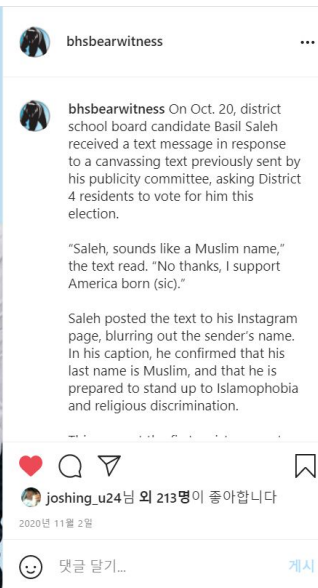 bhsbearwitness
bhsbearwitness On Oct. 20, district
school board candidate Basil Saleh
received a text message in response
to a canvassing text previously sent by
his publicity committee, asking District
4 residents to vote for him this
election.
“Saleh, sounds like a Muslim name,”
the text read. “No thanks, I support
America born (sic).”
Saleh posted the text to his Instagram
page, blurring out the sender’s name.
In his caption, he confirmed that his
last name is Muslim, and that he is
prepared to stand up to Islamophobia
and religious discrimination.
joshing_u24님 외 213명이 좋아합니다
2020년 11월 2일
댓글 달기...
게시